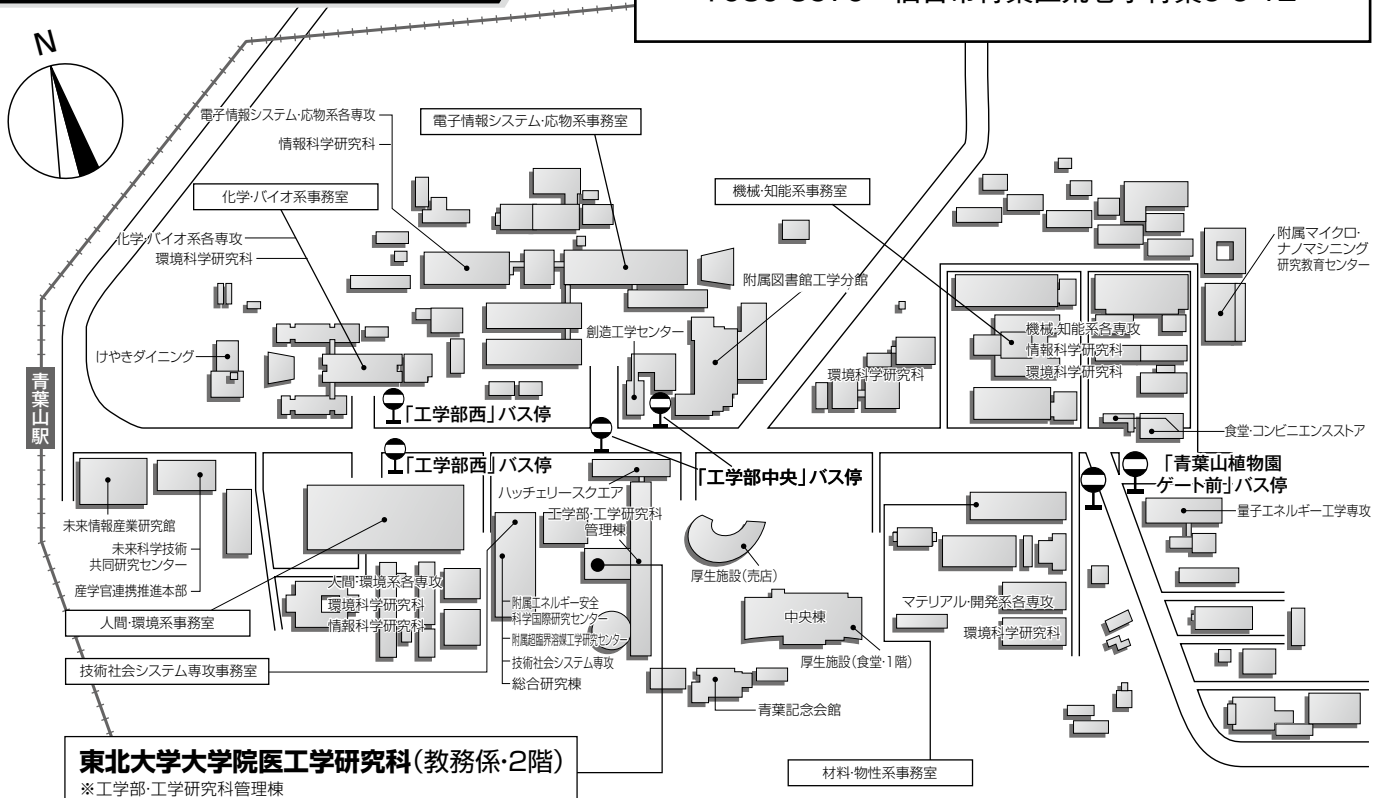 N
電子情報システム・応物系各専攻
情報科学研究科
電子情報システム・応物系事務室
化学・バイオ系事務室
機械・知能系事務室
化学・バイオ系各専攻
環境科学研究科
附属マイクロ・
ナノマシニング
研究教育センター
附属図書館工学分館
創造工学センター
機械・知能系各専攻
情報科学研究科
環境科学研究科
けやきダイニング
環境科学研究科
青葉山駅
「工学部西」バス停
食堂・コンビニエンスストア
「工学部西」バス停
「工学部中央」バス停
「青葉山植物園
ゲート前」バス停
ハッチェリースクエア
工学部・工学研究科
管理棟
量子エネルギー工学専攻
未来情報産業研究館
未来科学技術
共同研究センター
産学官連携推進本部
厚生施設(売店)
人間・環境系各専攻
環境科学研究科
情報科学研究科
附属エネルギー安全
科学国際研究センター
附属超臨界溶媒工学研究センター
技術社会システム専攻
総合研究棟
マテリアル・開発系各専攻
環境科学研究科
中央棟
人間・環境系事務室
厚生施設(食堂・1階)
技術社会システム専攻事務室
青葉記念会館
東北大学大学院医工学研究科(教務係・2階)
※工学部・工学研究科管理棟
材料・物性系事務室